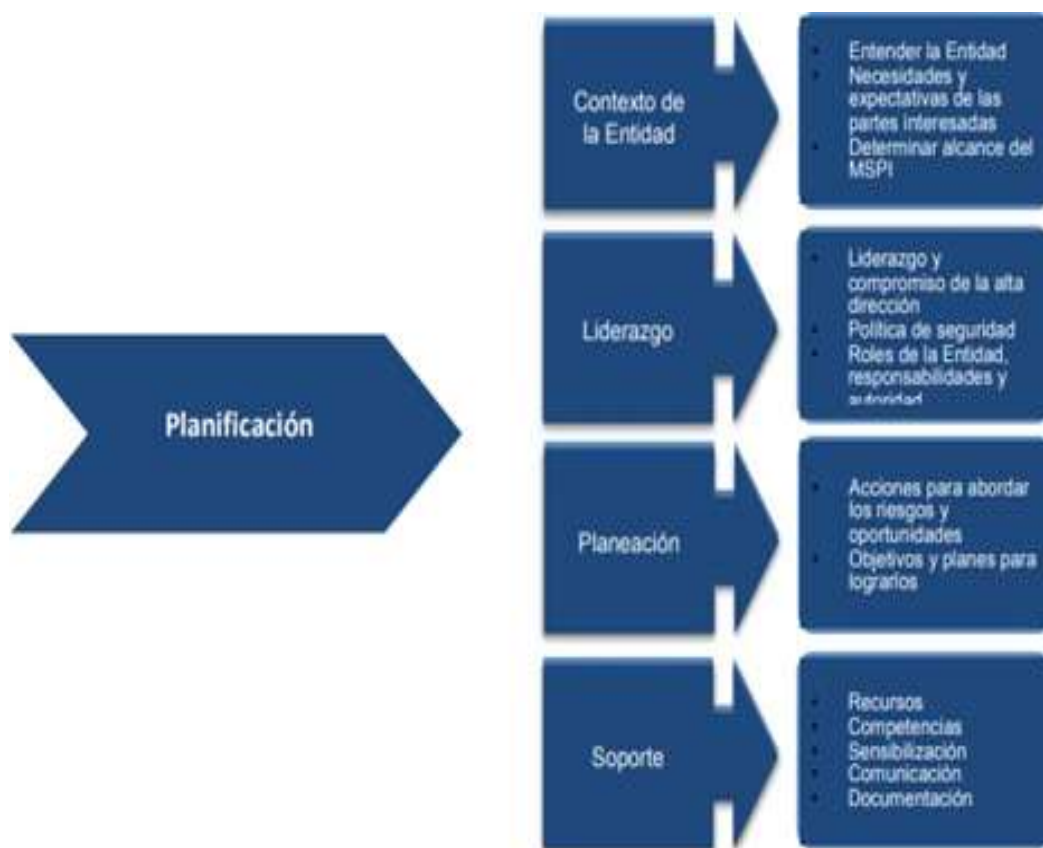 Planificación
Contexto de
la Entidad
Entender la Entidad
Necesidades y
expectativas de las
partes interesadas
Determinar alcance del
MSPI
Liderazgo
Liderazgo y
compromiso de la alta
dirección
Política de seguridad
Roles de la Entidad,
responsabilidades y
autoridad
Planeación
Acciones para abordar
los riesgos y
oportunidades
Objetivos y planes para
lograrlos
Soporte
Recursos
Competencias
Sensibilización
Comunicación
Documentación